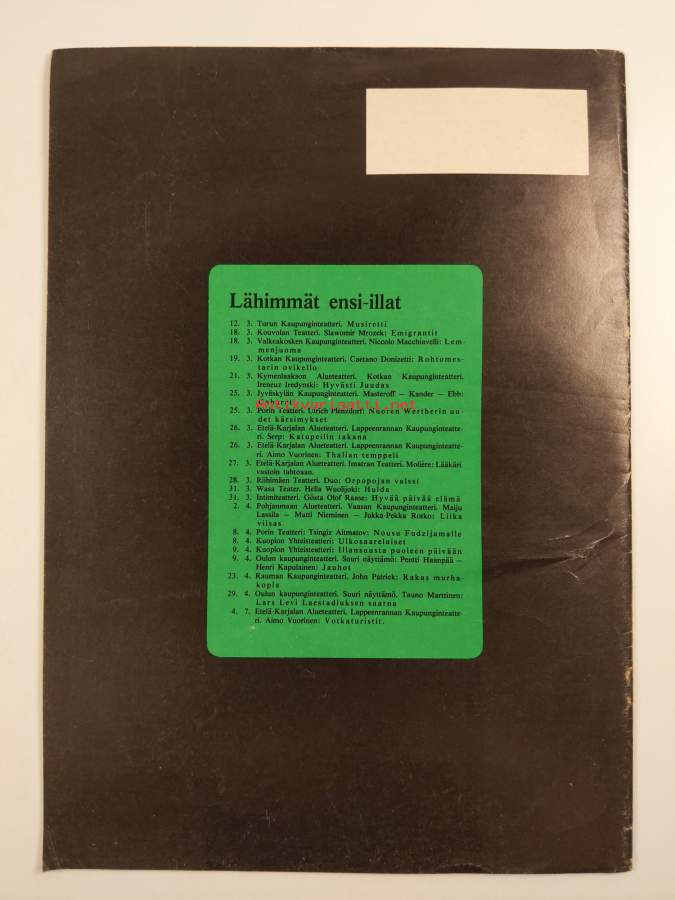 Lähimmät ensi-illat
12. 3. Turun Kaupunginteatteri. Musiretti
18. 3. Kouvolan Teatteri. Slawomir Mrozek: Emigrantit
18. 3. Valkeakosken Kaupunginteatteri. Niccolo Macchiavelli: Lem-
menjuoma
19. 3. Kotkan Kaupunginteatteri. Caetano Donizetti: Rohtomes-
tarin ovikello
21. 3. Kymenlaakson Alueteatteri. Kotkan Kaupunginteatteri.
Ireneuz Iredynski: Hyvästi Juudas
25. 3. Jyväskylän Kaupunginteatteri. Masteroff — Kander — Ebb:
antikvariaatti.net
25. 3. Porin Teatteri. Ulrich Plenzdorf: Nuoren Wertherin uu
det kärsimykset
26. 3. Etelä-Karjalan Alueteatteri. Lappeenrannan Kaupunginteatte-
ri. Serp: Katupeilin takana
26. 3. Etelä-Karjalan Alueteatteri. Lappeenrannan Kaupunginteatte-
ri. Aimo Vuorinen: Thalian temppeli
27. 3. Etelä-Karjalan Alueteatteri. Imatran Teatteri. Molière: Lääkäri
vastoin tahtoaan.
28. 3. Riihimäen Teatteri. Duo: Orpopojan valssi
31. 3. Wasa Teater. Hella Wuolijoki: Hulda
31. 3. Intimiteatteri. Gösta Olof Raase: Hyvää päivää elämä
2. 4. Pohjanmaan Alueteatteri. Vaasan Kaupunginteatteri. Maiju
Lassila — Matti Nieminen — Jukka-Pekka Rotko: Liika
viisas
8. 4. Porin Teatteri: Tsingiz Aitmatov: Nousu Fudzijamalle
8. 4. Kuopion Yhteisteatteri: Ulkosaarelaiset
9. 4. Kuopion Yhteisteatteri: Illansuusta puoleen päivään
9. 4. Oulun kaupunginteatteri. Suuri näyttämö. Pentti Haanpää —
Henri Kapulainen: Jauhot
23. 4. Rauman Kaupunginteatteri. John Patrick: Rakas murha-
kopla
29. 4. Oulun kaupunginteatteri. Suuri näyttämö. Tauno Marttinen:
Lars Levi Laestadiuksen saarna
4. 7. Etelä-Karjalan Alueteatteri. Lappeenrannan Kaupunginteatte-
ri. Aimo Vuorinen: Votkaturistit.